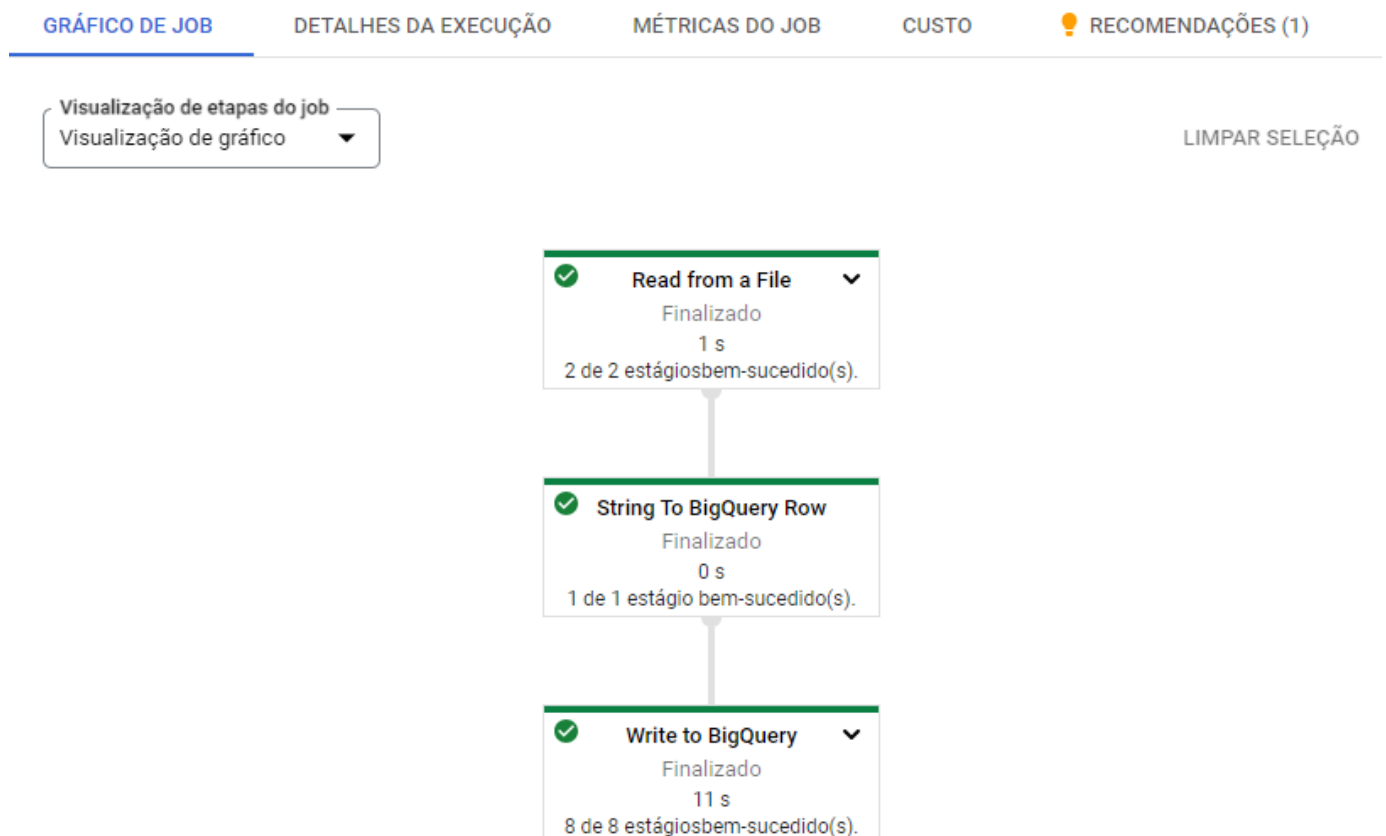 GRÁFICO DE JOB DETALHES DA EXECUÇÃO MÉTRICAS DO JOB CUSTO RECOMENDAÇÕES (1)
Visualização de etapas do job
Visualização de gráfico
LIMPAR SELEÇÃO
Read from a File
Finalizado
1 s
2 de 2 estágiosbem-sucedido(s).
String To BigQuery Row
Finalizado
0 s
1 de 1 estágio bem-sucedido(s).
Write to BigQuery
Finalizado
11 s
8 de 8 estágiosbem-sucedido(s).